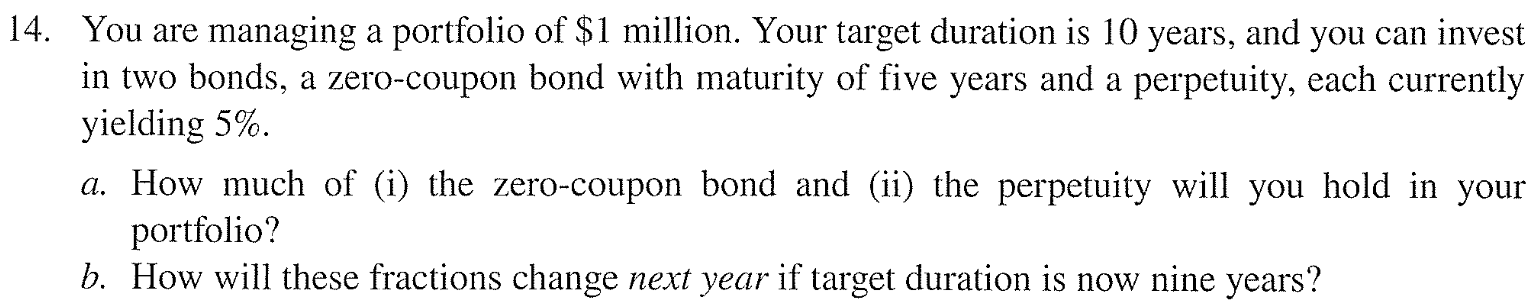 14. You are managing a portfolio of $1 million. Your target duration is 10 years, and you can invest
in two bonds, a zero-coupon bond with maturity of five years and a perpetuity, each currently
yielding 5%.
a. How much of (i) the zero-coupon bond and (ii) the perpetuity will you hold in your
portfolio?
b. How will these fractions change next year if target duration is now nine years?